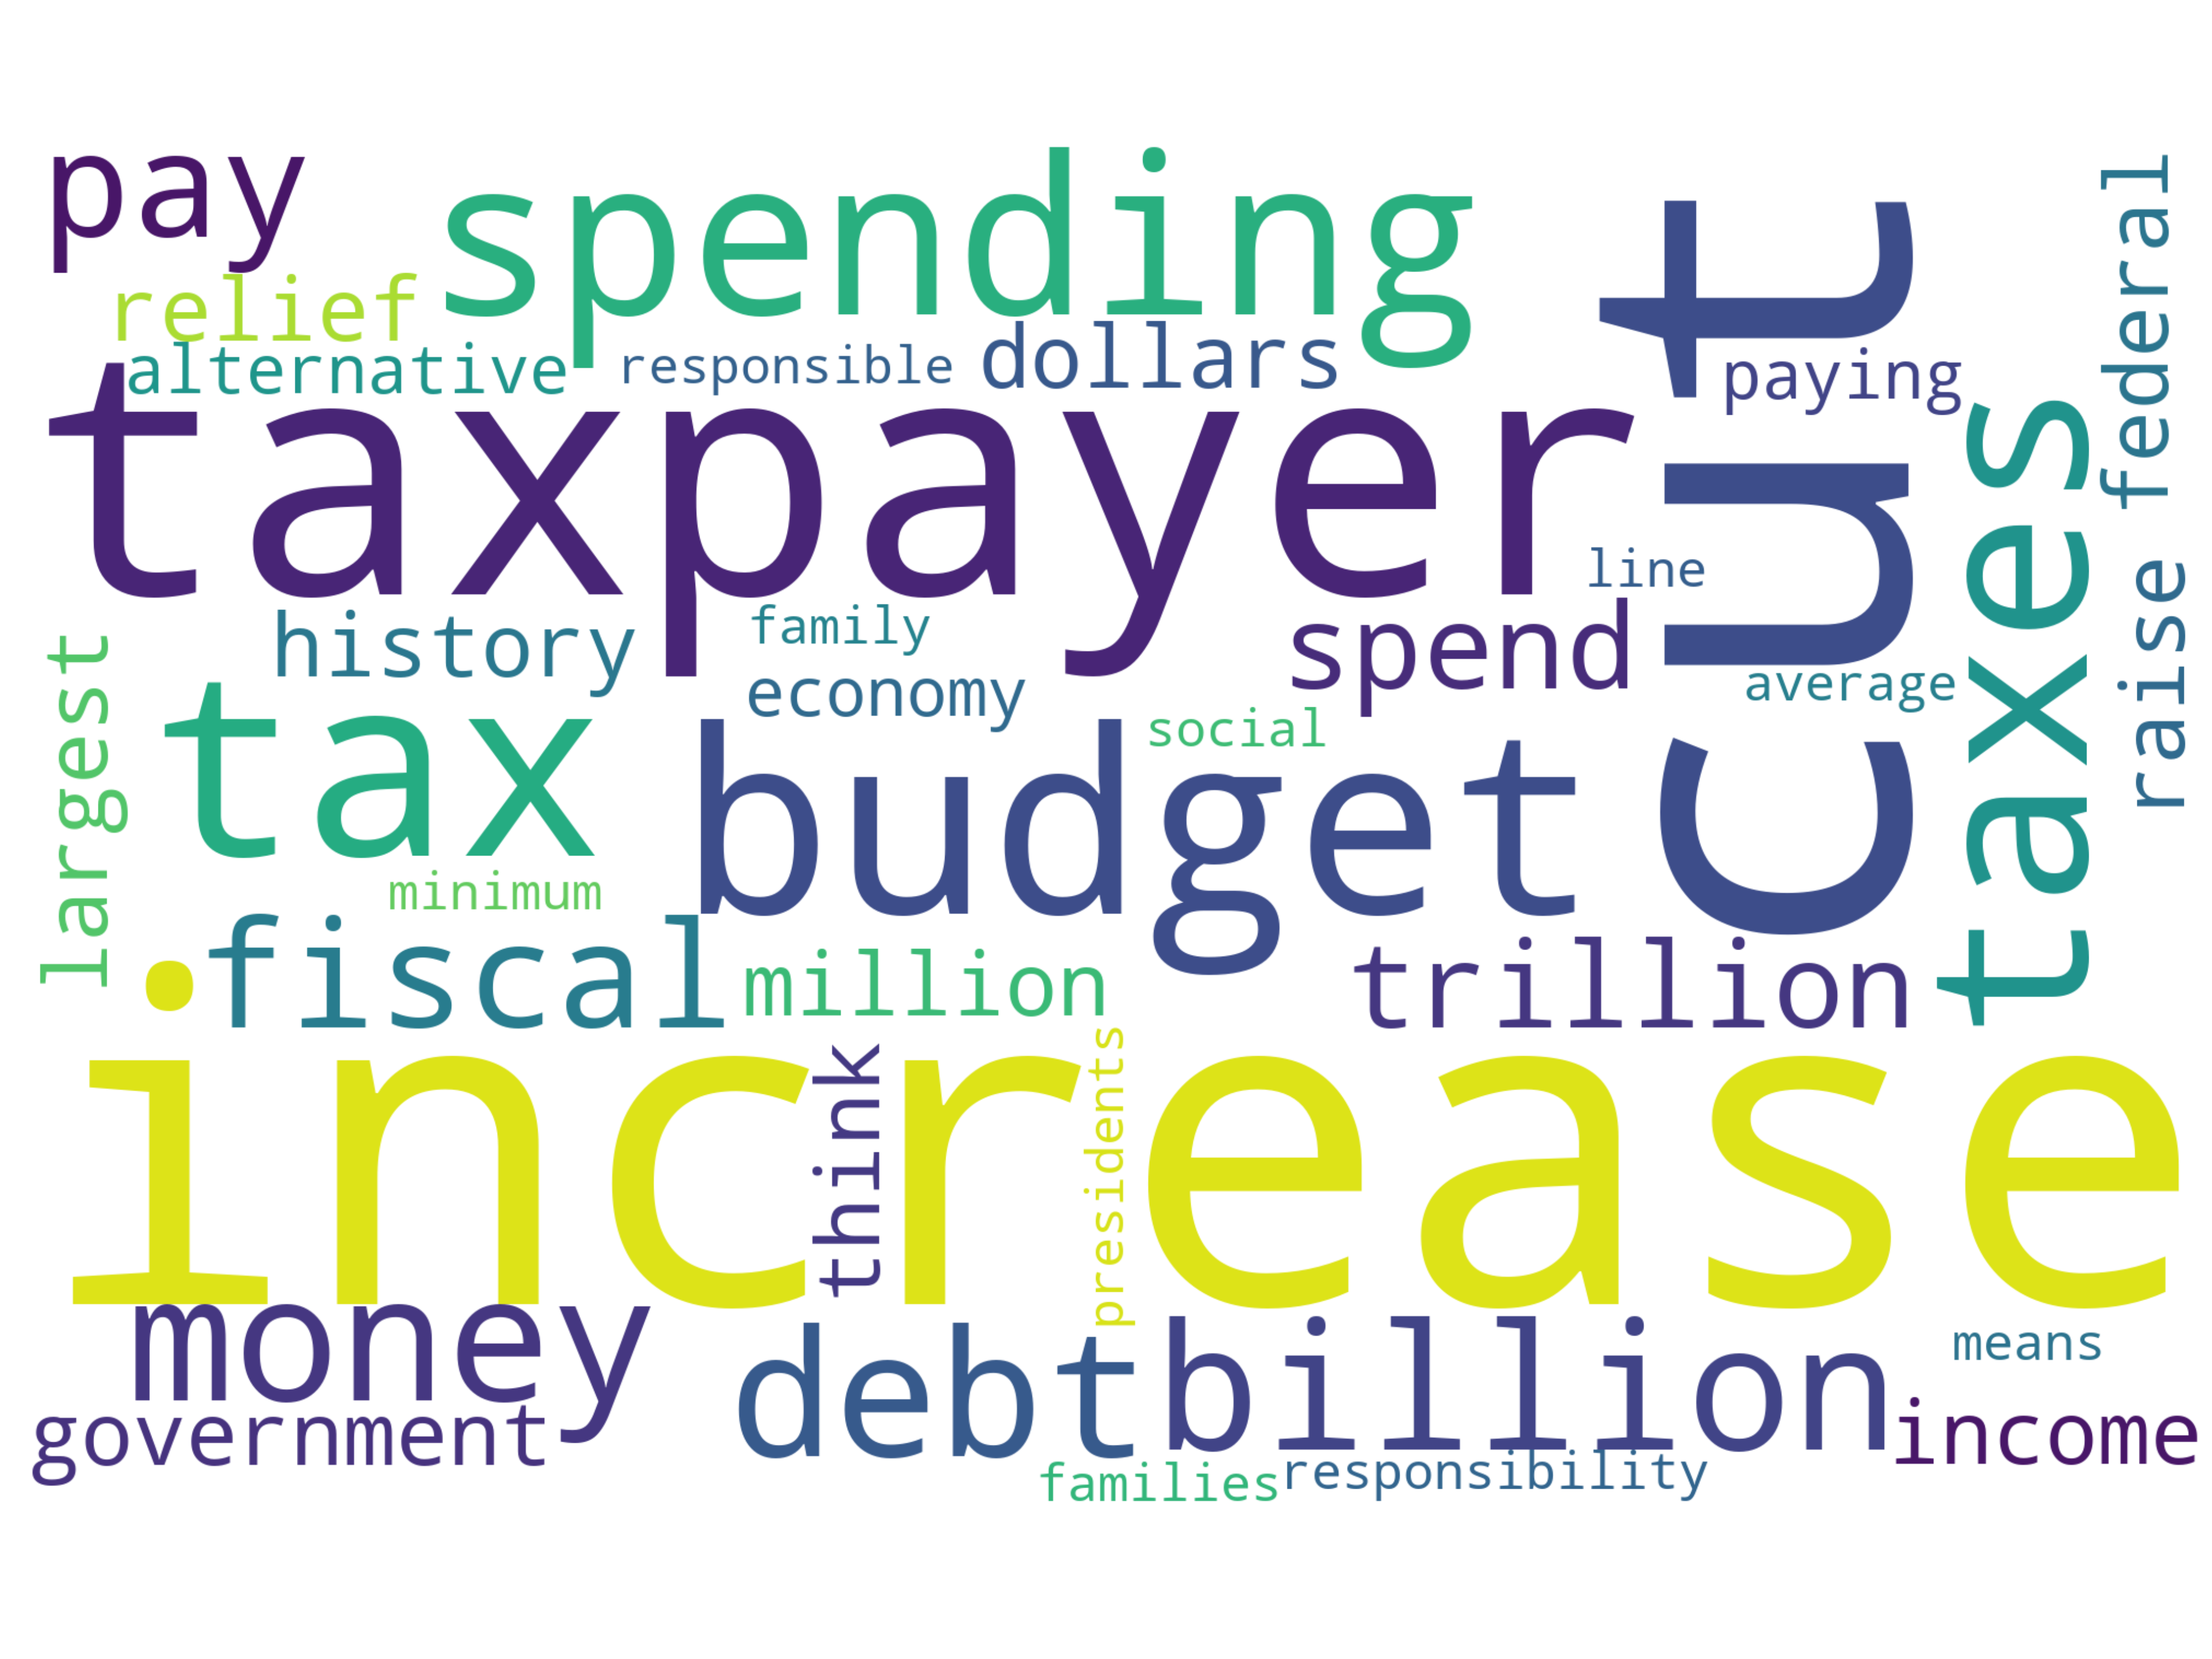 pay
spending
cut
federal
relief
alternative
responsible
dollars
paying
taxpayer
taxes
line
history
family
spend
raise
largest
economy
average
tax
social
budget
minimum
fiscal
million
trillion
increase
think
presidents
money
debt
billion
means
government
income
families
responsibility